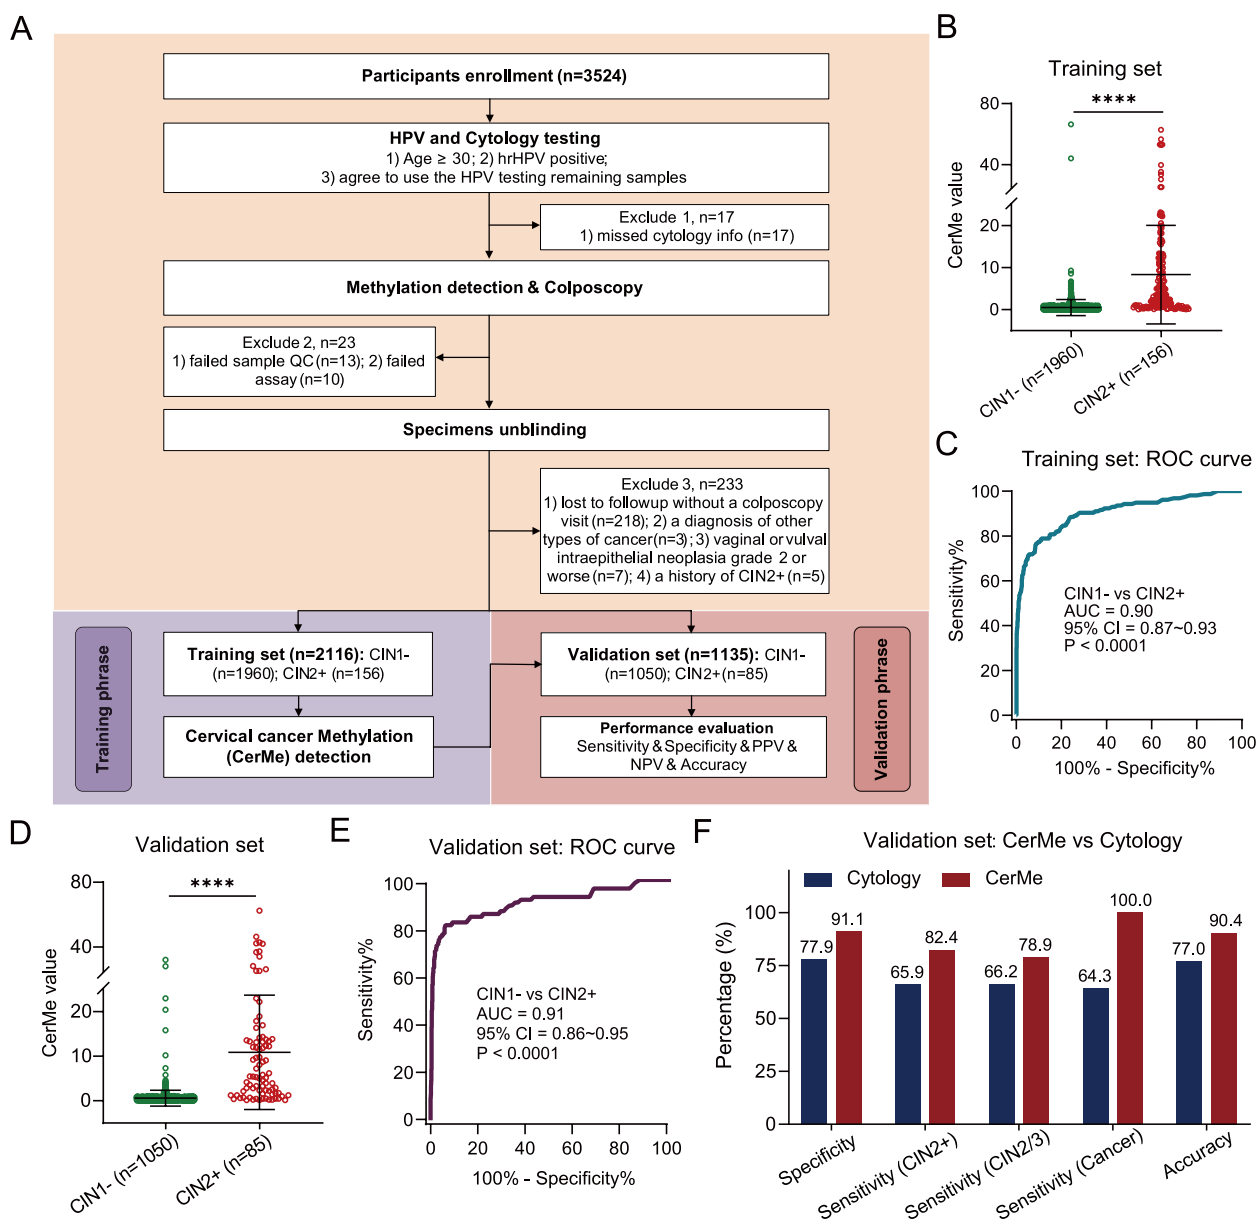 A
Participants enrollment (n=3524)
HPV and Cytology testing
1) Age ≥ 30; 2) hrHPV positive;
3) agree to use the HPV testing remaining samples
Exclude 1, n=17
1) missed cytology info (n=17)
Methylation detection & Colposcopy
Exclude 2, n=23
1) failed sample QC (n=13); 2) failed
assay (n=10)
Specimens unblinding
Exclude 3, n=233
1) lost to followup without a colposcopy
visit (n=218); 2) a diagnosis of other
types of cancer(n=3); 3) vaginal or vulval
intraepithelial neoplasia grade 2 or
worse (n=7); 4) a history of CIN2+ (n=5)
Training phrase
Training set (n=2116): CIN1-
(n=1960); CIN2+ (n=156)
Cervical cancer Methylation
(CerMe) detection
Validation set (n=1135): CIN1-
(n=1050); CIN2+(n=85)
Performance evaluation
Sensitivity & Specificity & PPV &
NPV & Accuracy
Validation phrase
B
Training set
****
CerMe value
80
40
20
10
0
CIN1- (n=1960)
CIN2+ (n=156)
C
Training set: ROC curve
Sensitivity%
100
80
60
40
20
0
CIN1- vs CIN2+
AUC = 0.90
95% CI = 0.87~0.93
P < 0.0001
0 20 40 60 80 100
100% - Specificity%
D
Validation set
****
CerMe value
80
40
20
10
0
CIN1- (n=1050)
CIN2+ (n=85)
E
Validation set: ROC curve
Sensitivity%
100
80
60
40
20
0
CIN1- vs CIN2+
AUC = 0.91
95% CI = 0.86~0.95
P < 0.0001
0 20 40 60 80 100
100% - Specificity%
F
Validation set: CerMe vs Cytology
Cytology CerMe
Percentage (%)
100
75
50
25
0
77.9 91.1 65.9 82.4 66.2 78.9 64.3 100.0 77.0 90.4
Specificity
Sensitivity (CIN2+)
Sensitivity (CIN2/3)
Sensitivity (Cancer)
Accuracy